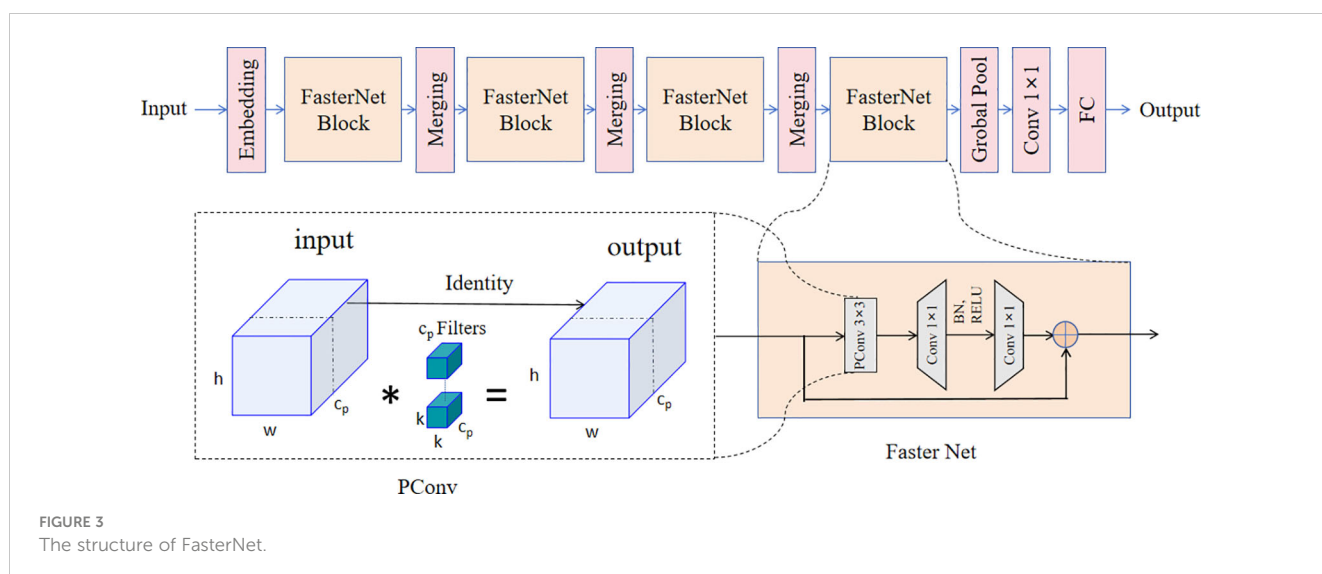 Input
Embedding
FasterNet
Block
Merging
FasterNet
Block
Merging
FasterNet
Block
Merging
FasterNet
Block
Grobal Pool
Conv 1×1
FC
Output
input
output
Identity
cp Filters
h
w
cp
*
k
k
cp
=
h
w
cp
PConv
PConv 3×3
Conv 1×1
BN,
RELU
Conv 1×1
Faster Net
FIGURE 3
The structure of FasterNet.